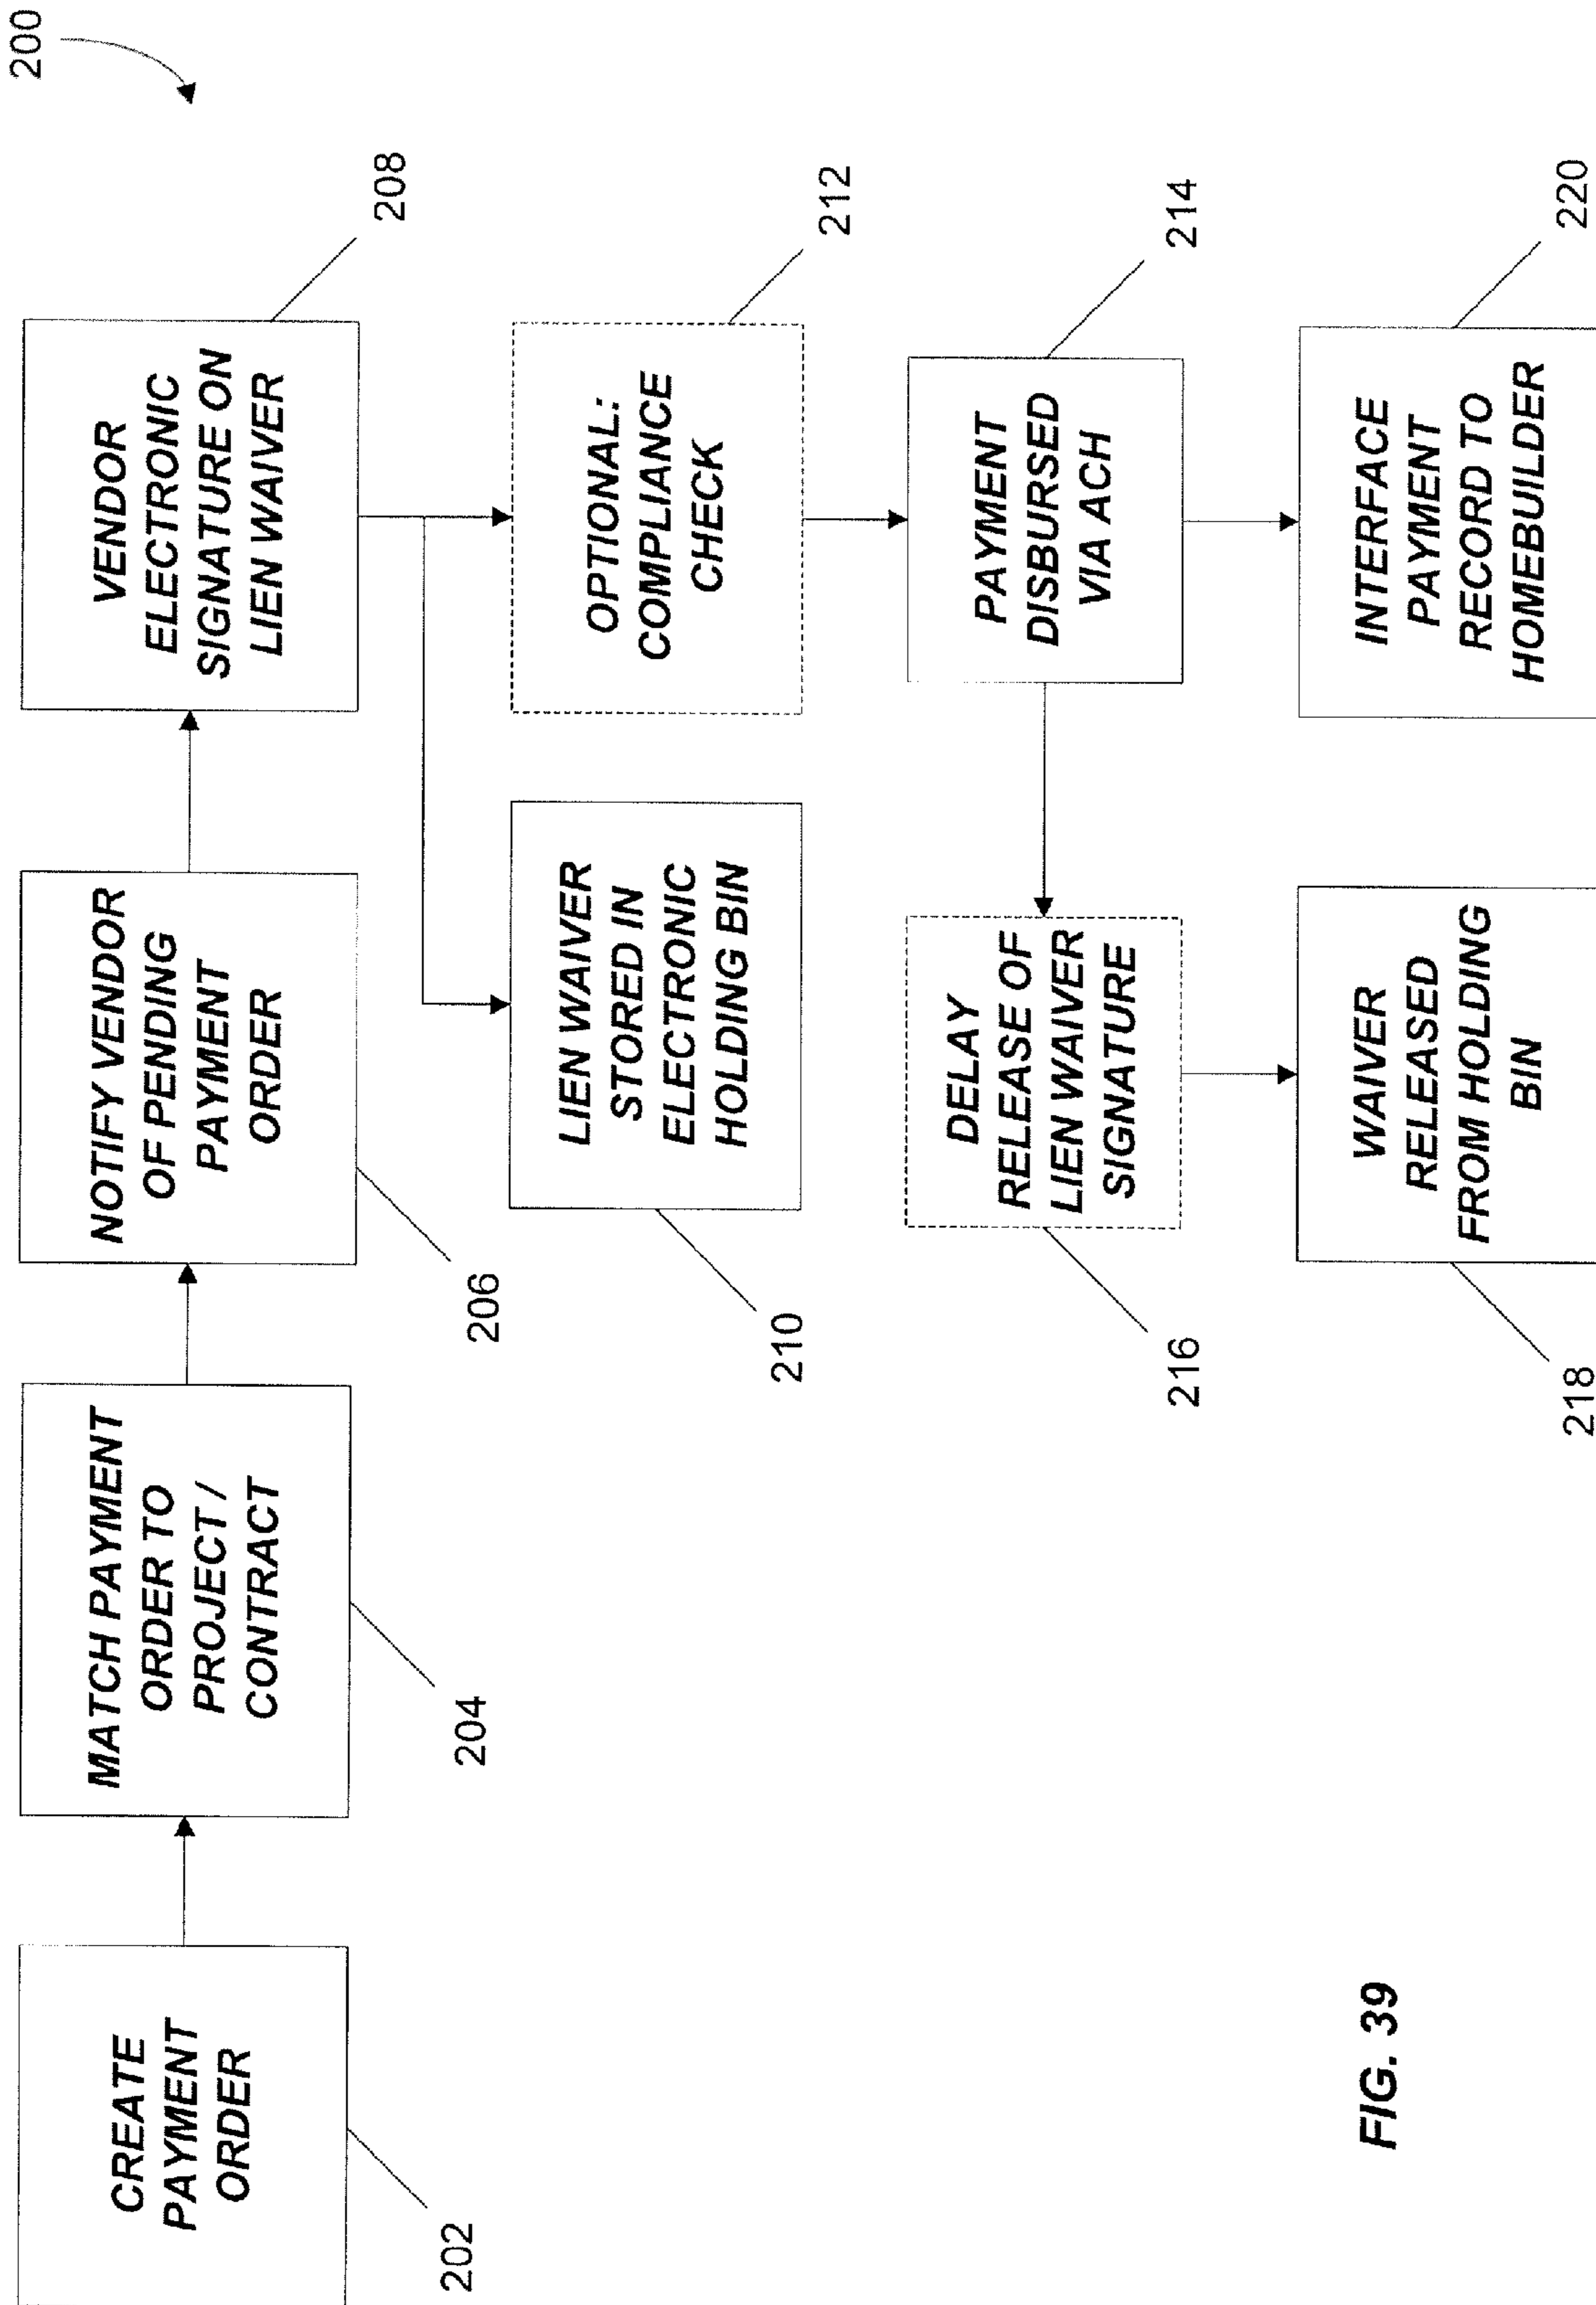 200
CREATE
PAYMENT
ORDER
202
MATCH PAYMENT
ORDER TO
PROJECT /
CONTRACT
204
NOTIFY VENDOR
OF PENDING
PAYMENT
ORDER
206
VENDOR
ELECTRONIC
SIGNATURE ON
LIEN WAIVER
208
LIEN WAIVER
STORED IN
ELECTRONIC
HOLDING BIN
210
OPTIONAL:
COMPLIANCE
CHECK
212
PAYMENT
DISBURSED
VIA ACH
214
DELAY
RELEASE OF
LIEN WAIVER
SIGNATURE
216
WAIVER
RELEASED
FROM HOLDING
BIN
218
INTERFACE
PAYMENT
RECORD TO
HOMEBUILDER
220
FIG. 39